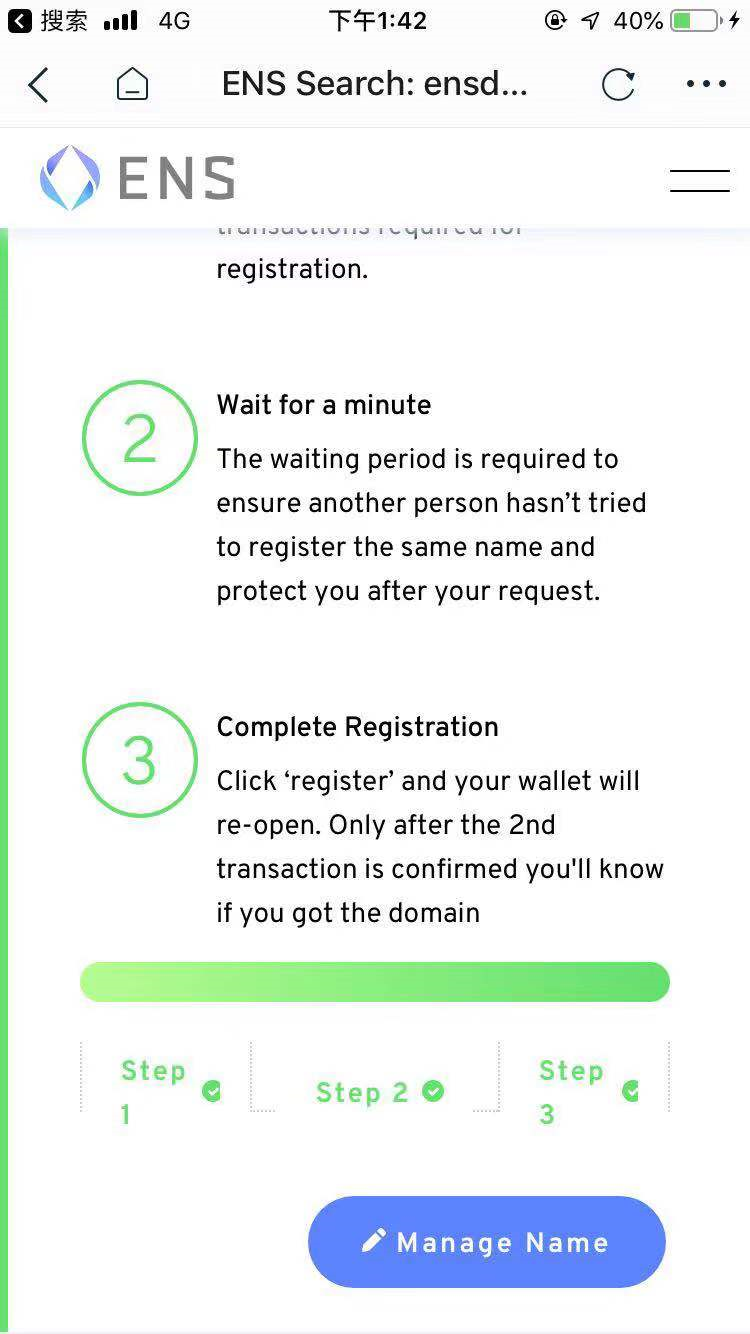 搜索 4G 下午1:42 40%
ENS Search: ensd...
ENS
transactions required for
registration.
2
Wait for a minute
The waiting period is required to
ensure another person hasn’t tried
to register the same name and
protect you after your request.
3
Complete Registration
Click ‘register’ and your wallet will
re-open. Only after the 2nd
transaction is confirmed you'll know
if you got the domain
Step
1
Step 2
Step
3
Manage Name